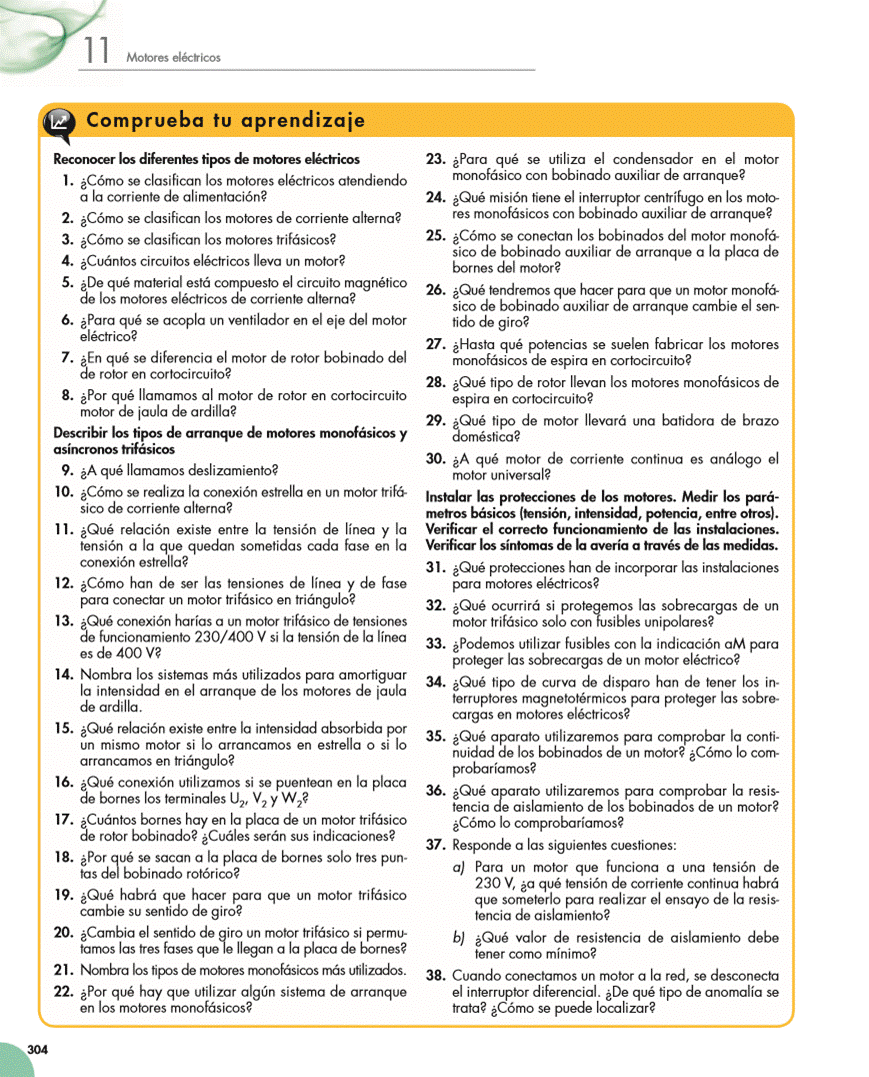 11
Motores eléctricos
Comprueba tu aprendizaje
Reconocer los diferentes tipos de motores eléctricos
1. ¿Cómo se clasifican los motores eléctricos atendiendo
a la corriente de alimentación?
2. ¿Cómo se clasifican los motores de corriente alterna?
3. ¿Cómo se clasifican los motores trifásicos?
4. ¿Cuántos circuitos eléctricos lleva un motor?
5. ¿De qué material está compuesto el circuito magnético
de los motores eléctricos de corriente alterna?
6. ¿Para qué se acopla un ventilador en el eje del motor
eléctrico?
7. ¿En qué se diferencia el motor de rotor bobinado del
de rotor en cortocircuito?
8. ¿Por qué llamamos al motor de rotor en cortocircuito
motor de jaula de ardilla?
Describir los tipos de arranque de motores monofásicos y
asíncronos trifásicos
9. ¿A qué llamamos deslizamiento?
10. ¿Cómo se realiza la conexión estrella en un motor trifá-
sico de corriente alterna?
11. ¿Qué relación existe entre la tensión de línea y la
tensión a la que quedan sometidas cada fase en la
conexión estrella?
12. ¿Cómo han de ser las tensiones de línea y de fase
para conectar un motor trifásico en triángulo?
13. ¿Qué conexión harías a un motor trifásico de tensiones
de funcionamiento 230/400 V si la tensión de la línea
es de 400 V?
14. Nombra los sistemas más utilizados para amortiguar
la intensidad en el arranque de los motores de jaula
de ardilla.
15. ¿Qué relación existe entre la intensidad absorbida por
un mismo motor si lo arrancamos en estrella o si lo
arrancamos en triángulo?
16. ¿Qué conexión utilizamos si se puentean en la placa
de bornes los terminales U2, V2 y W2?
17. ¿Cuántos bornes hay en la placa de un motor trifásico
de rotor bobinado? ¿Cuáles serán sus indicaciones?
18. ¿Por qué se sacan a la placa de bornes solo tres pun-
tas del bobinado rotórico?
19. ¿Qué habrá que hacer para que un motor trifásico
cambie su sentido de giro?
20. ¿Cambia el sentido de giro un motor trifásico si permu-
tamos las tres fases que le llegan a la placa de bornes?
21. Nombra los tipos de motores monofásicos más utilizados.
22. ¿Por qué hay que utilizar algún sistema de arranque
en los motores monofásicos?
23. ¿Para qué se utiliza el condensador en el motor
monofásico con bobinado auxiliar de arranque?
24. ¿Qué misión tiene el interruptor centrífugo en los moto-
res monofásicos con bobinado auxiliar de arranque?
25. ¿Cómo se conectan los bobinados del motor monofá-
sico de bobinado auxiliar de arranque a la placa de
bornes del motor?
26. ¿Qué tendremos que hacer para que un motor monofá-
sico de bobinado auxiliar de arranque cambie el sen-
tido de giro?
27. ¿Hasta qué potencias se suelen fabricar los motores
monofásicos de espira en cortocircuito?
28. ¿Qué tipo de rotor llevan los motores monofásicos de
espira en cortocircuito?
29. ¿Qué tipo de motor llevará una batidora de brazo
doméstica?
30. ¿A qué motor de corriente continua es análogo el
motor universal?
Instalar las protecciones de los motores. Medir los pará-
metros básicos (tensión, intensidad, potencia, entre otros).
Verificar el correcto funcionamiento de las instalaciones.
Verificar los síntomas de la avería a través de las medidas.
31. ¿Qué protecciones han de incorporar las instalaciones
para motores eléctricos?
32. ¿Qué ocurrirá si protegemos las sobrecargas de un
motor trifásico solo con fusibles unipolares?
33. ¿Podemos utilizar fusibles con la indicación aM para
proteger las sobrecargas de un motor eléctrico?
34. ¿Qué tipo de curva de disparo han de tener los in-
terruptores magnetotérmicos para proteger las sobre-
cargas en motores eléctricos?
35. ¿Qué aparato utilizaremos para comprobar la conti-
nuidad de los bobinados de un motor? ¿Cómo lo com-
probaríamos?
36. ¿Qué aparato utilizaremos para comprobar la resis-
tencia de aislamiento de los bobinados de un motor?
¿Cómo lo comprobaríamos?
37. Responde a las siguientes cuestiones:
a) Para un motor que funciona a una tensión de
230 V, ¿a qué tensión de corriente continua habrá
que someterlo para realizar el ensayo de la resis-
tencia de aislamiento?
b) ¿Qué valor de resistencia de aislamiento debe
tener como mínimo?
38. Cuando conectamos un motor a la red, se desconecta
el interruptor diferencial. ¿De qué tipo de anomalía se
trata? ¿Cómo se puede localizar?
304